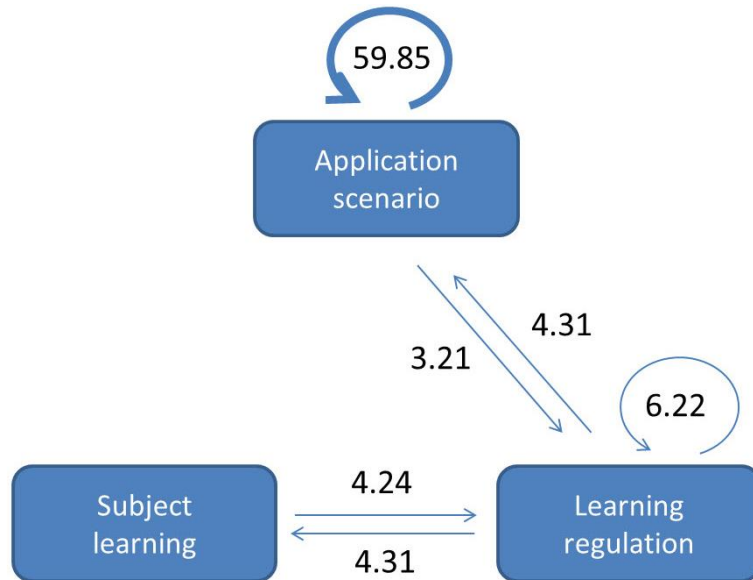 59.85
Application
scenario
4.31
3.21
6.22
4.24
Subject
learning
Learning
regulation
4.31